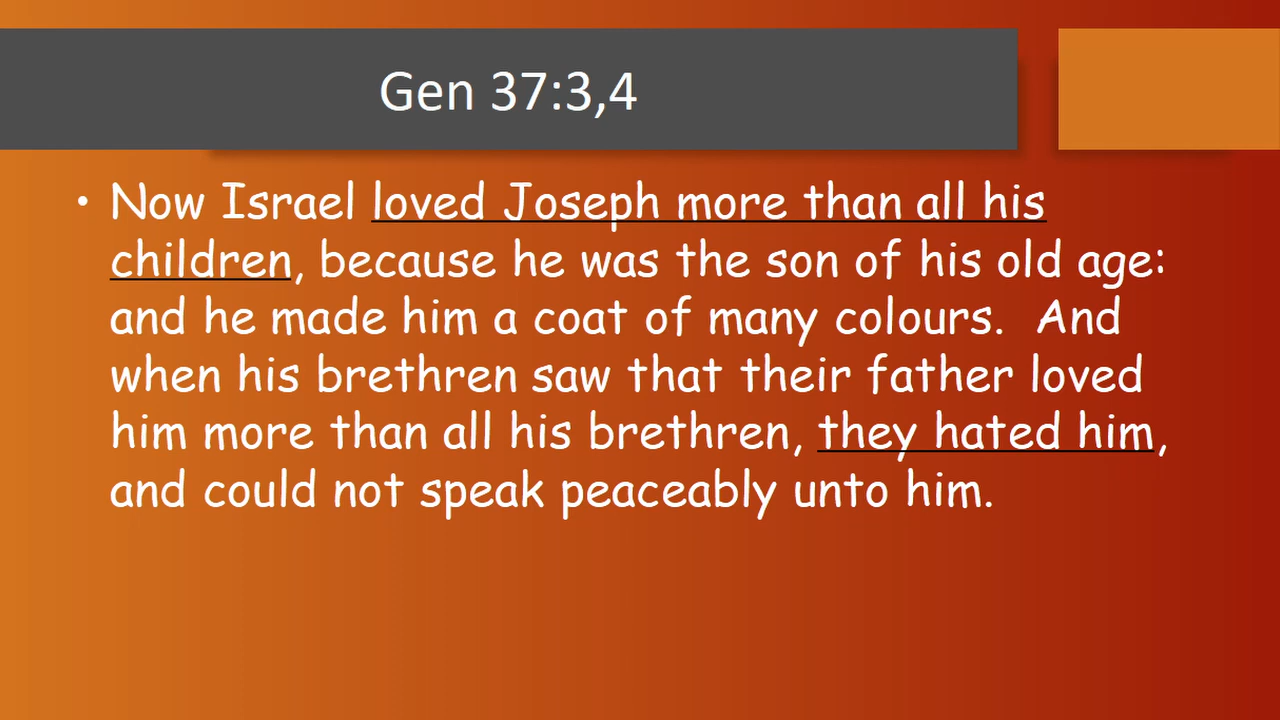 Gen 37:3,4
• Now Israel loved Joseph more than all his
children, because he was the son of his old age:
and he made him a coat of many colours.  And
when his brethren saw that their father loved
him more than all his brethren, they hated him,
and could not speak peaceably unto him.